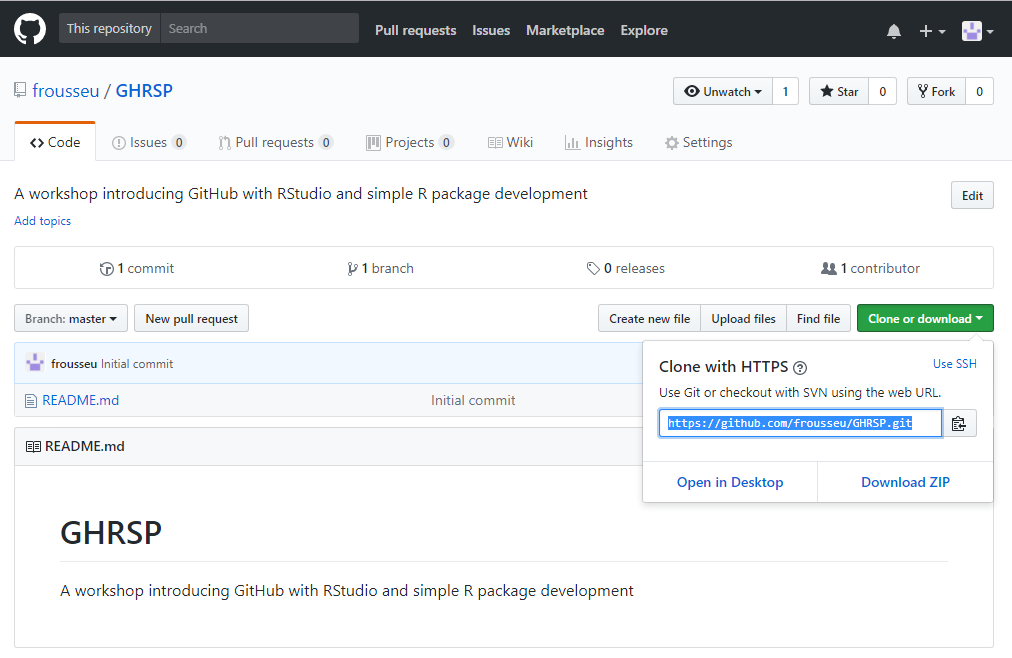 This repository Search Pull requests Issues Marketplace Explore
frousseu / GHRSP Unwatch 1 Star 0 Fork 0
Code Issues 0 Pull requests 0 Projects 0 Wiki Insights Settings
A workshop introducing GitHub with RStudio and simple R package development Edit
Add topics
1 commit 1 branch 0 releases 1 contributor
Branch: master New pull request Create new file Upload files Find file Clone or download
frousseu Initial commit
README.md Initial commit
Clone with HTTPS ? Use SSH
Use Git or checkout with SVN using the web URL.
https://github.com/frousseu/GHRSP.git
Open in Desktop Download ZIP
README.md
GHRSP
A workshop introducing GitHub with RStudio and simple R package development